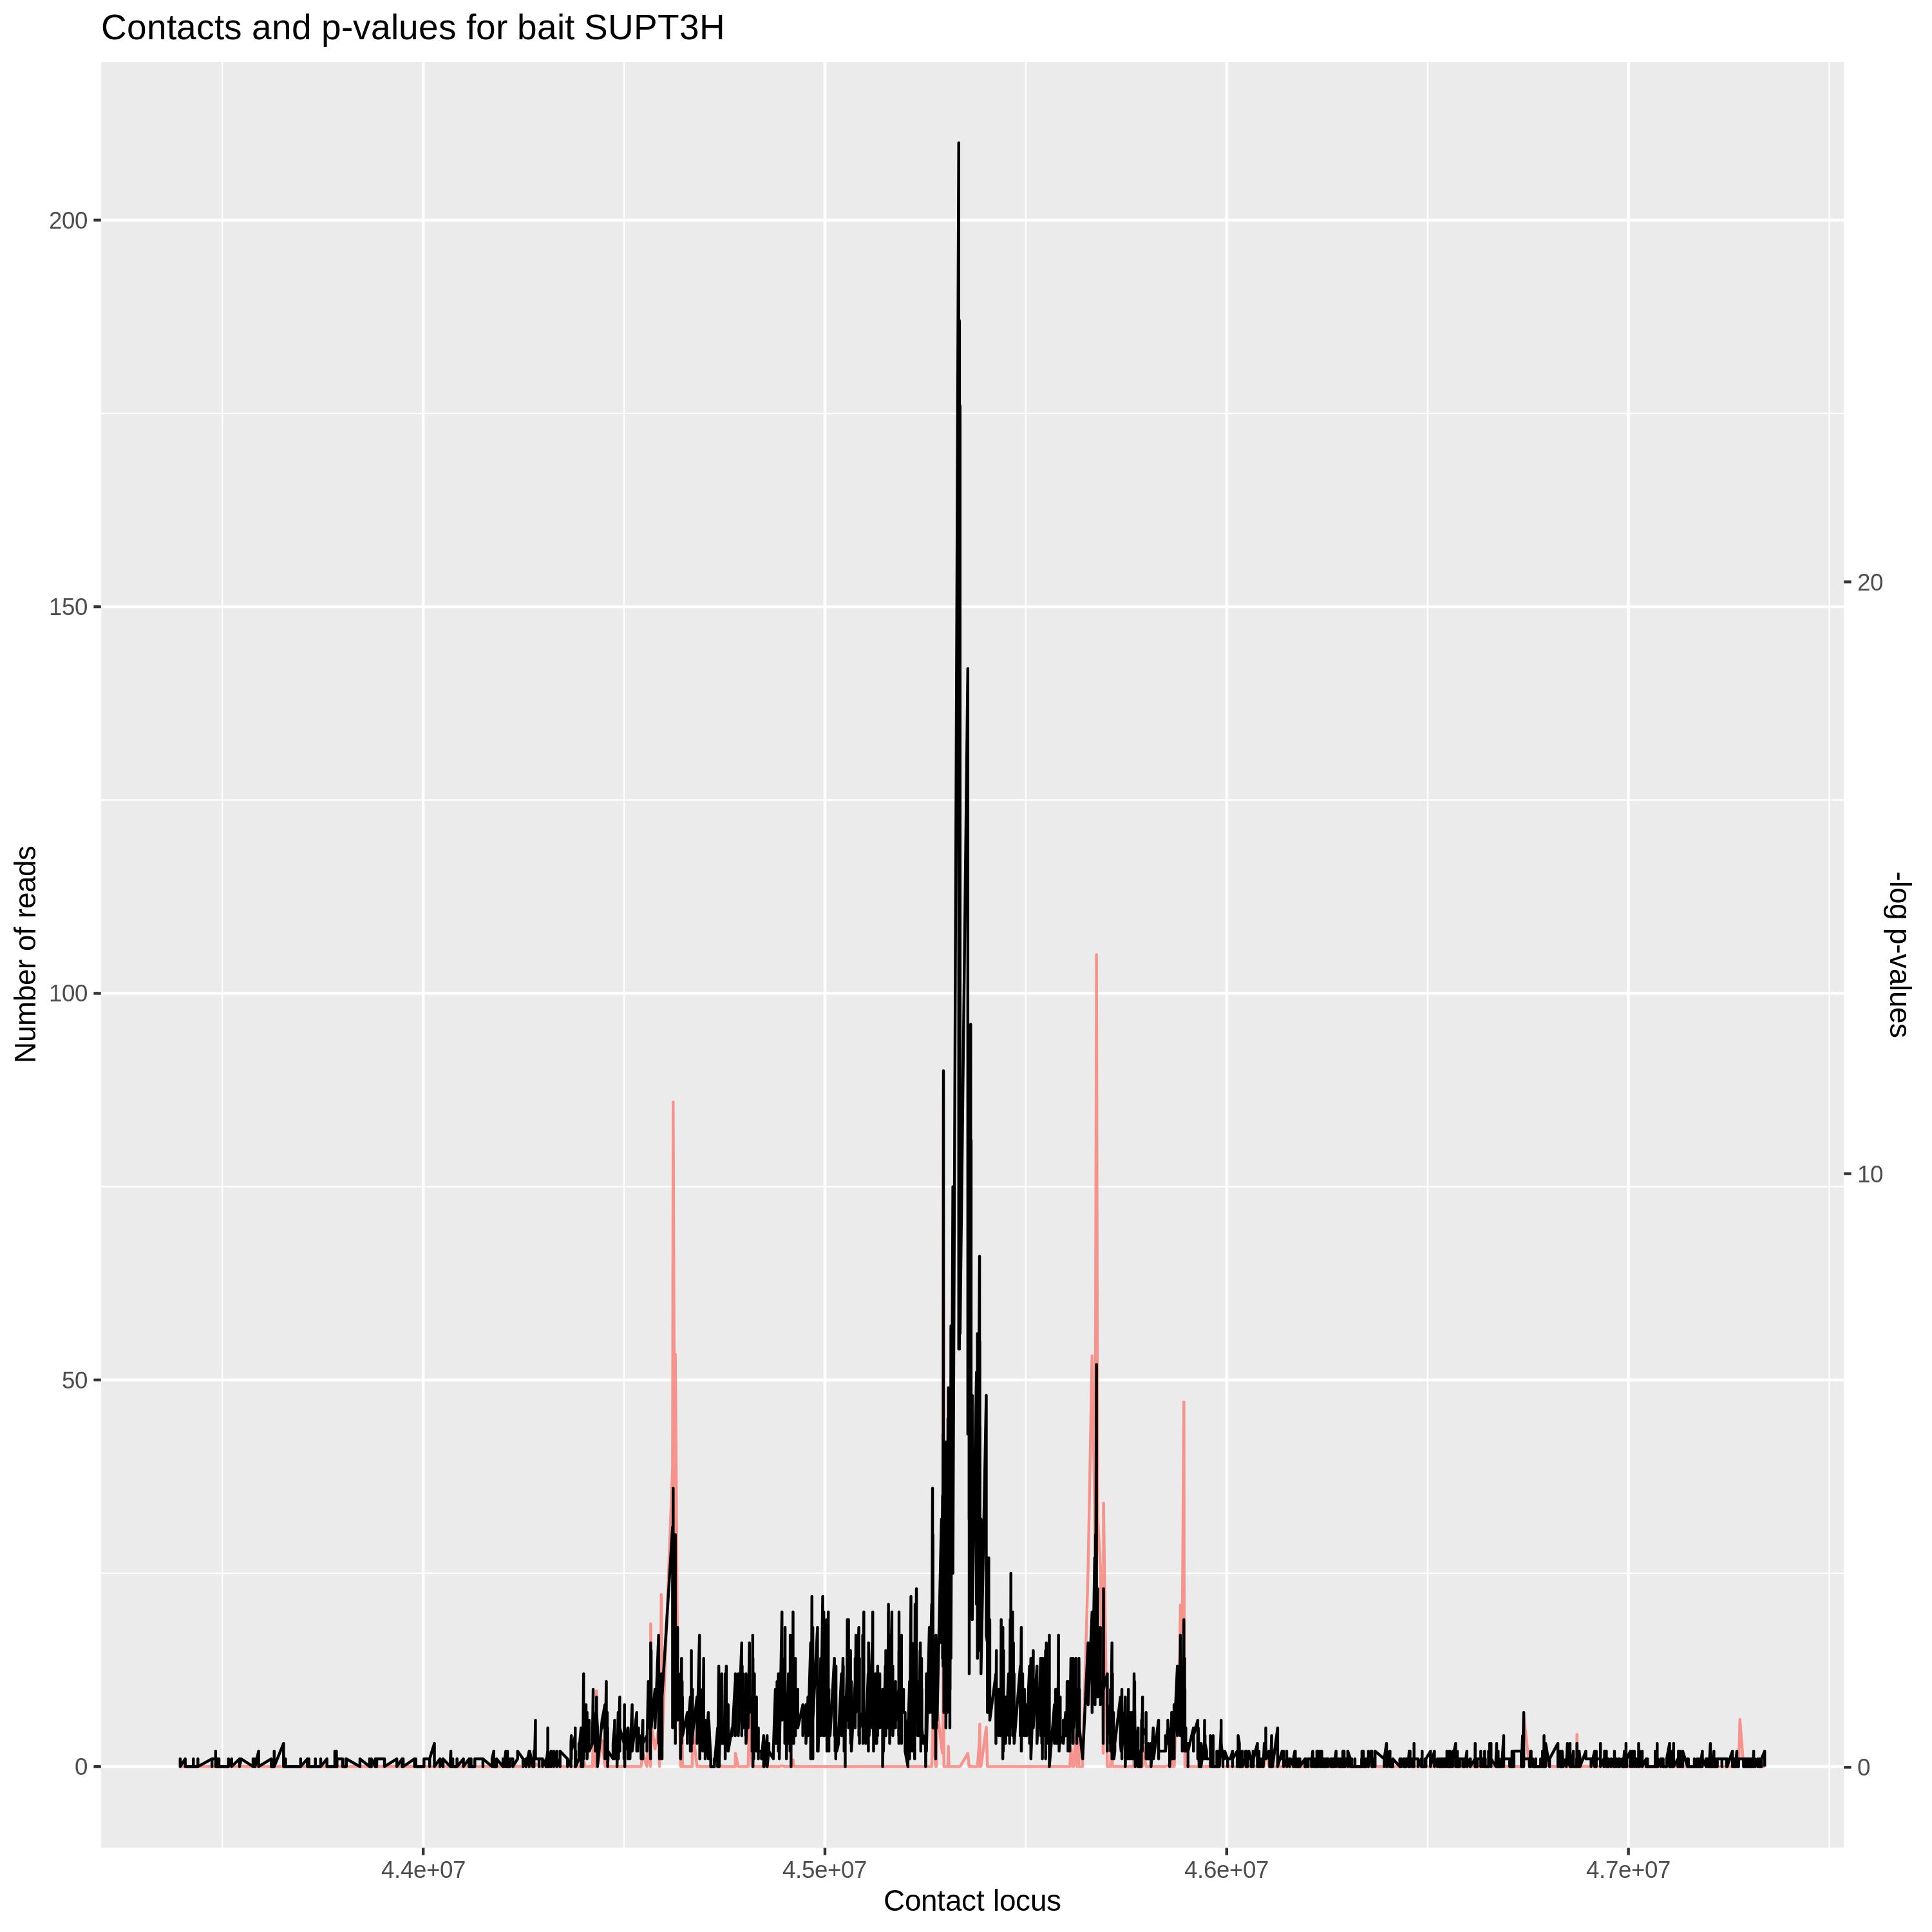 Contacts and p-values for bait SUPT3H
200
150
100
50
0
Number of reads
20
10
0
-log p-values
4.4e+07 4.5e+07 4.6e+07 4.7e+07
Contact locus